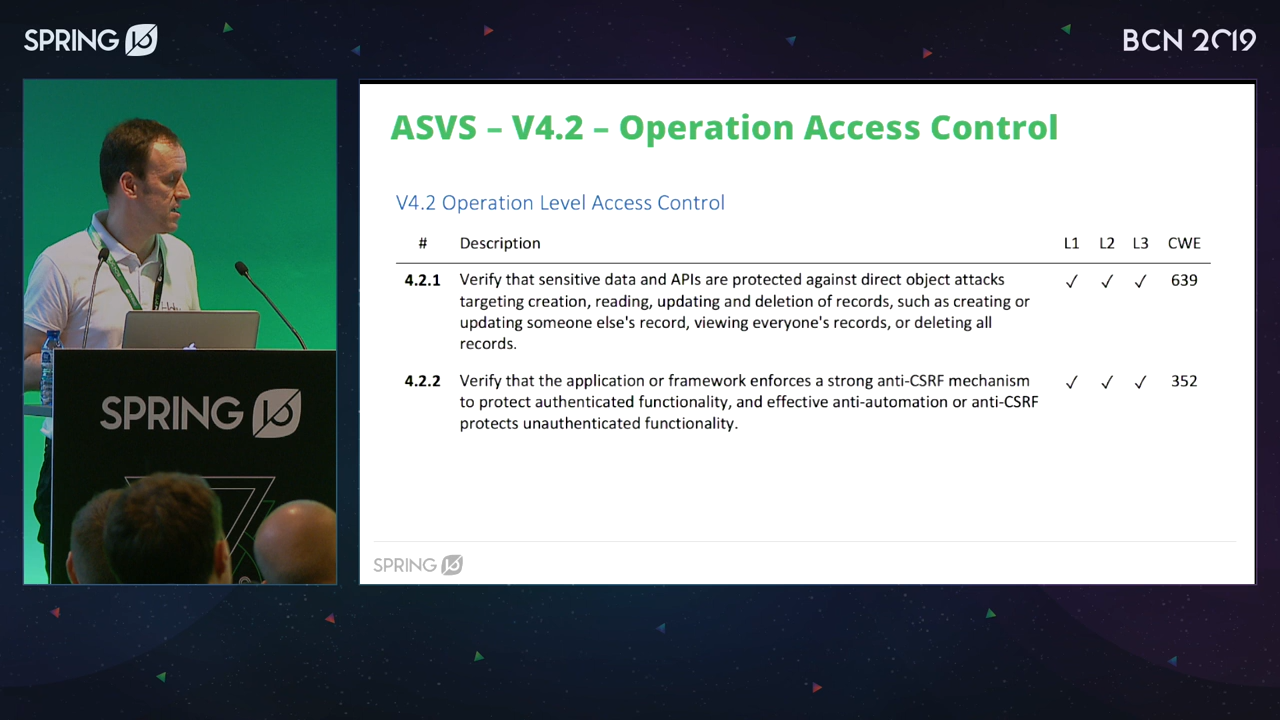 SPRING IO
BCN 2019
ASVS – V4.2 – Operation Access Control
V4.2 Operation Level Access Control
# Description L1 L2 L3 CWE
4.2.1 Verify that sensitive data and APIs are protected against direct object attacks ✓ ✓ ✓ 639
targeting creation, reading, updating and deletion of records, such as creating or
updating someone else's record, viewing everyone's records, or deleting all
records.
4.2.2 Verify that the application or framework enforces a strong anti-CSRF mechanism ✓ ✓ ✓ 352
to protect authenticated functionality, and effective anti-automation or anti-CSRF
protects unauthenticated functionality.
SPRING IO
SPRING IO